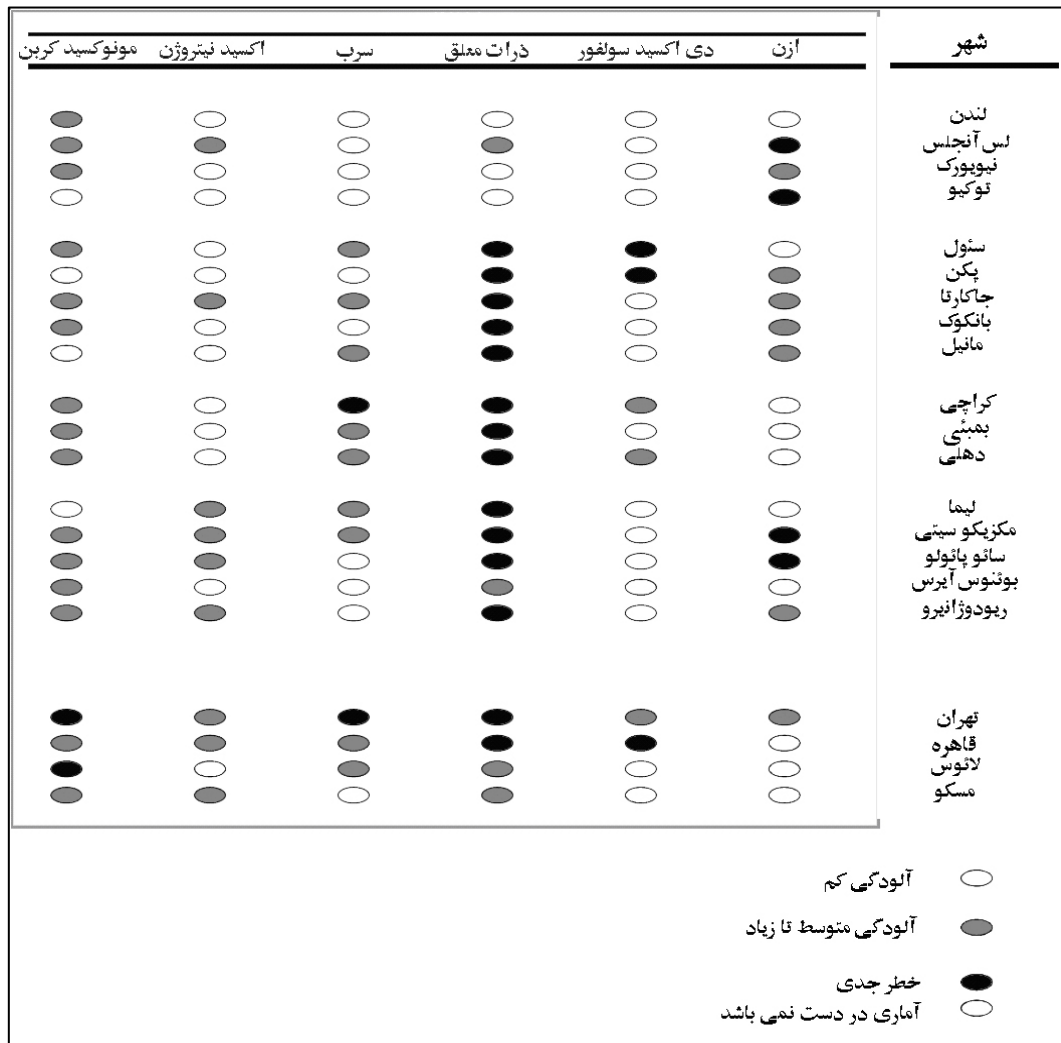 شهر ازن دی اکسید سولفور ذرات معلق سرب اکسید نیتروژن مونوکسید کربن
لندن
لس آنجلس
نیویورک
توکیو
سئول
پکن
جاکارتا
بانکوک
مانیل
کراچی
بمبئی
دهلی
لیما
مکزیکو سیتی
سائو پائولو
بوئنوس آیرس
ریودوژانیرو
تهران
قاهره
لائوس
مسکو
آلودگی کم
آلودگی متوسط تا زیاد
خطر جدی
آماری در دست نمی باشد